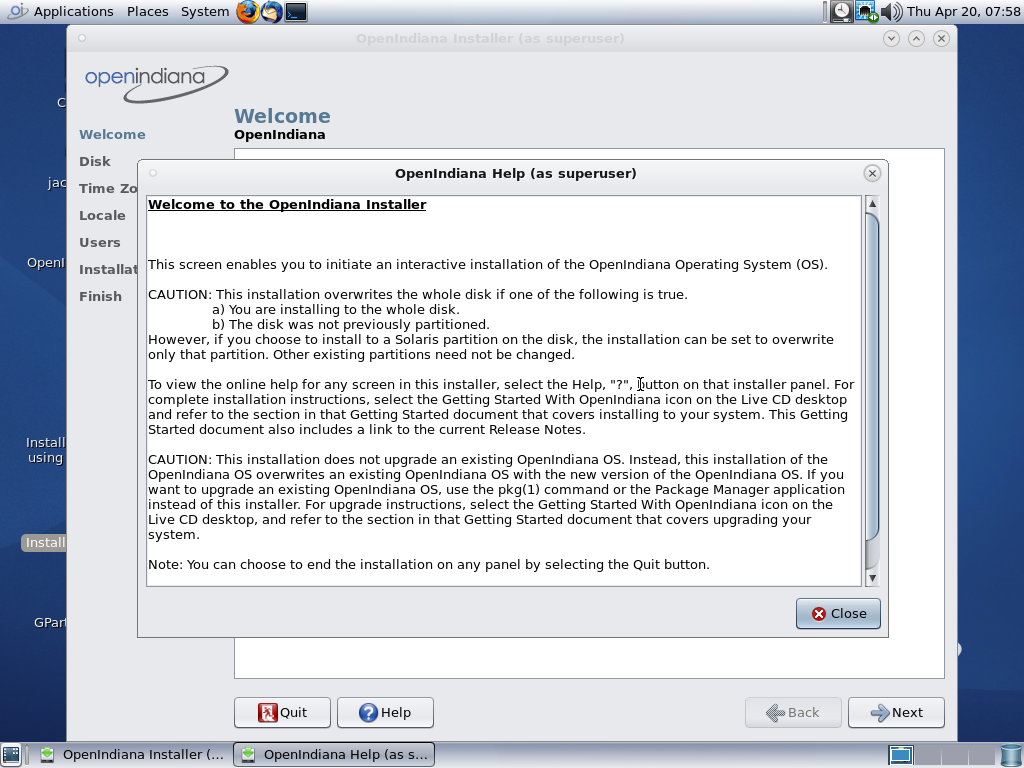 Applications Places System
Thu Apr 20, 07:58
OpenIndiana Installer (as superuser)
openindiana
Welcome
OpenIndiana
Welcome
Disk
Time Zo
Locale
Users
Installat
Finish
C
jac
OpenI
Install
using
Install
GPart
OpenIndiana Help (as superuser)
Welcome to the OpenIndiana Installer
This screen enables you to initiate an interactive installation of the OpenIndiana Operating System (OS).
CAUTION: This installation overwrites the whole disk if one of the following is true.
a) You are installing to the whole disk.
b) The disk was not previously partitioned.
However, if you choose to install to a Solaris partition on the disk, the installation can be set to overwrite
only that partition. Other existing partitions need not be changed.
To view the online help for any screen in this installer, select the Help, "?", button on that installer panel. For
complete installation instructions, select the Getting Started With OpenIndiana icon on the Live CD desktop
and refer to the section in that Getting Started document that covers installing to your system. This Getting
Started document also includes a link to the current Release Notes.
CAUTION: This installation does not upgrade an existing OpenIndiana OS. Instead, this installation of the
OpenIndiana OS overwrites an existing OpenIndiana OS with the new version of the OpenIndiana OS. If you
want to upgrade an existing OpenIndiana OS, use the pkg(1) command or the Package Manager application
instead of this installer. For upgrade instructions, select the Getting Started With OpenIndiana icon on the
Live CD desktop, and refer to the section in that Getting Started document that covers upgrading your
system.
Note: You can choose to end the installation on any panel by selecting the Quit button.
Close
Quit
Help
Back
Next
OpenIndiana Installer (...
OpenIndiana Help (as s...